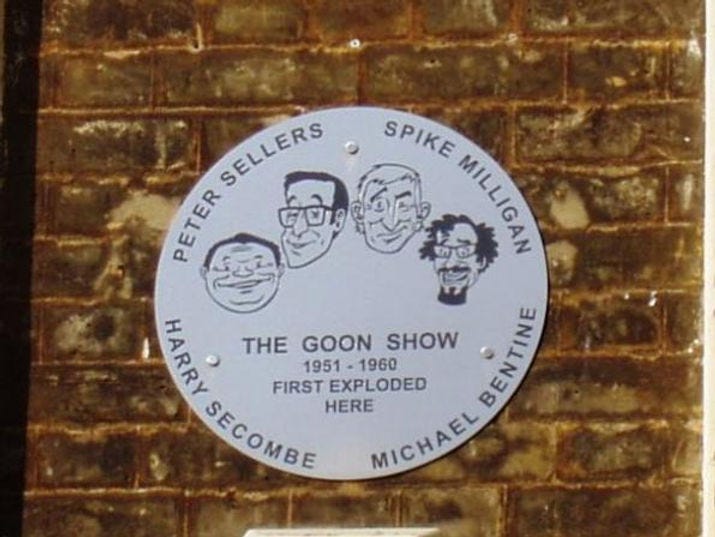 PETER SELLERS
SPIKE MILLIGAN
HARRY SECOMBE
MICHAEL BENTINE
THE GOON SHOW
1951 - 1960
FIRST EXPLODED
HERE